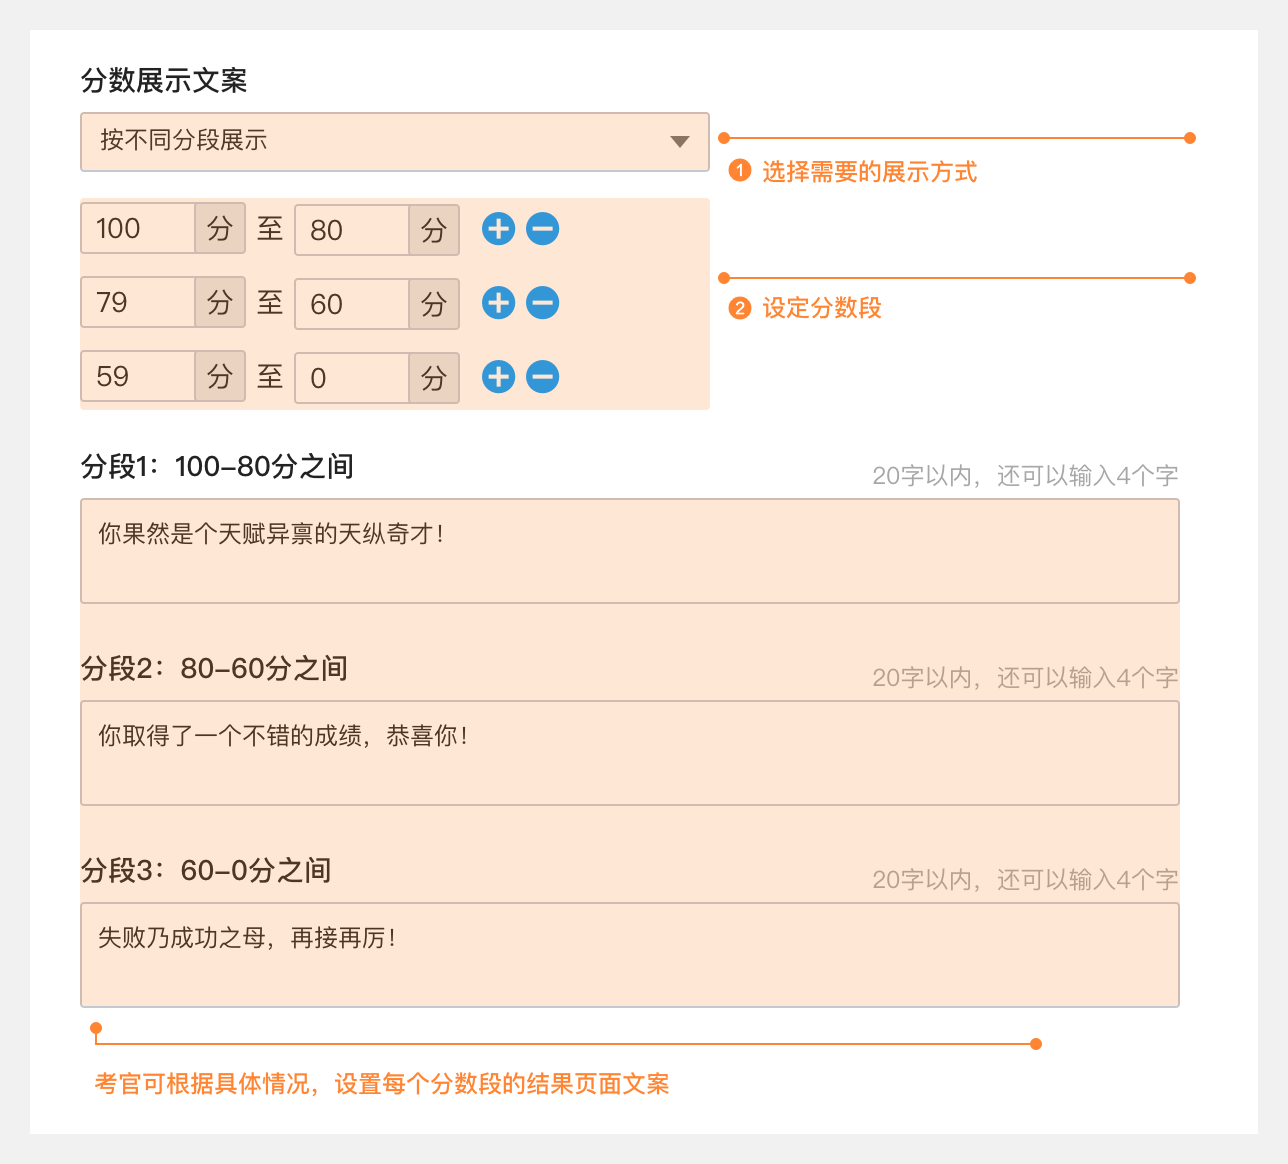 分数展示文案
按不同分段展示
1 选择需要的展示方式
100 分 至 80 分
79 分 至 60 分
2 设定分数段
59 分 至 0 分
分段1：100-80分之间
20字以内，还可以输入4个字
你果然是个天赋异禀的天纵奇才！
分段2：80-60分之间
20字以内，还可以输入4个字
你取得了一个不错的成绩，恭喜你！
分段3：60-0分之间
20字以内，还可以输入4个字
失败乃成功之母，再接再厉！
考官可根据具体情况，设置每个分数段的结果页面文案